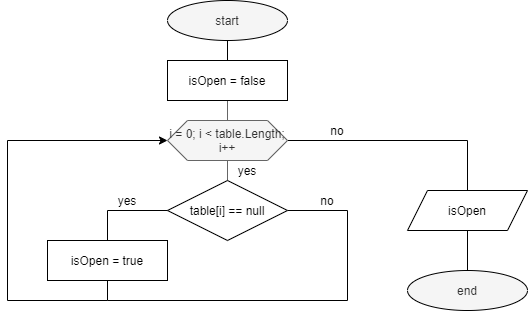 start
isOpen = false
i = 0; i < table.Length;
i++
no
yes
yes
table[i] == null
no
isOpen
isOpen = true
end